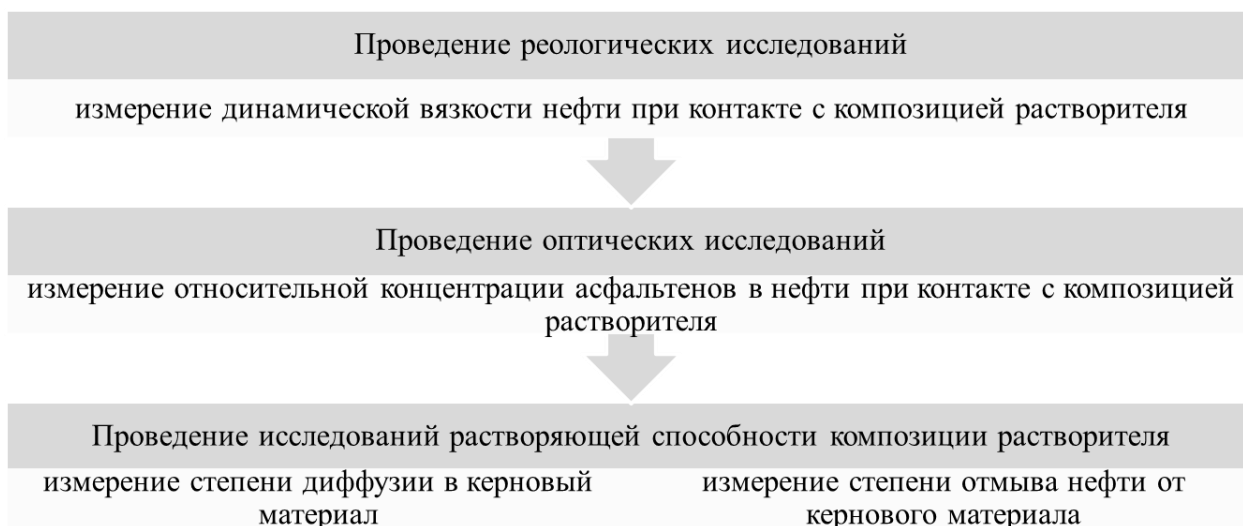 Проведение реологических исследований
измерение динамической вязкости нефти при контакте с композицией растворителя
Проведение оптических исследований
измерение относительной концентрации асфальтенов в нефти при контакте с композицией
растворителя
Проведение исследований растворяющей способности композиции растворителя
измерение степени диффузии в керновый
материал
измерение степени отмыва нефти от
кернового материала